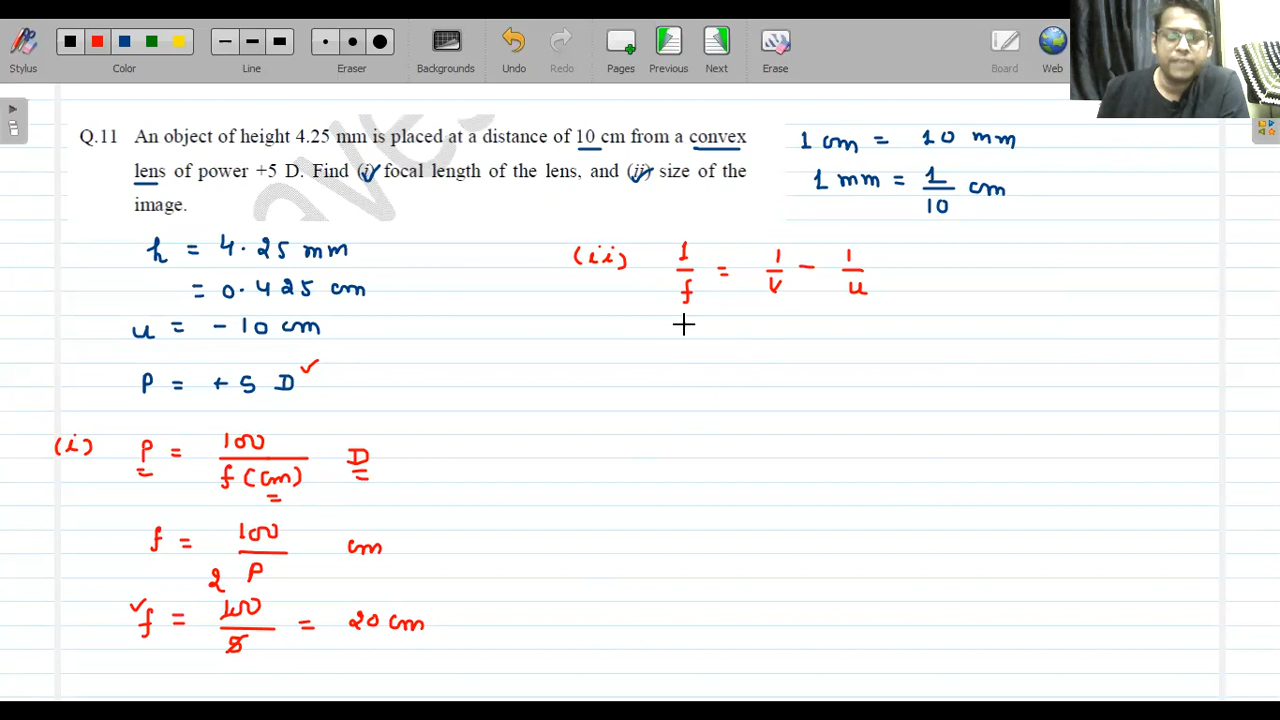 Stylus Color Line Eraser Backgrounds Undo Redo Pages Previous Next Erase Board Web
Q.11 An object of height 4.25 mm is placed at a distance of 10 cm from a convex
lens of power +5 D. Find (i) focal length of the lens, and (ii) size of the
image.
1 cm = 10 mm
1 mm = 1/10 cm
h = 4.25 mm
= 0.425 cm
u = - 10 cm
P = + 5 D
(i) P = 100/f(cm) D
f = 100/P cm
f = 100/5 = 20 cm
2
(ii) 1/f = 1/v - 1/u